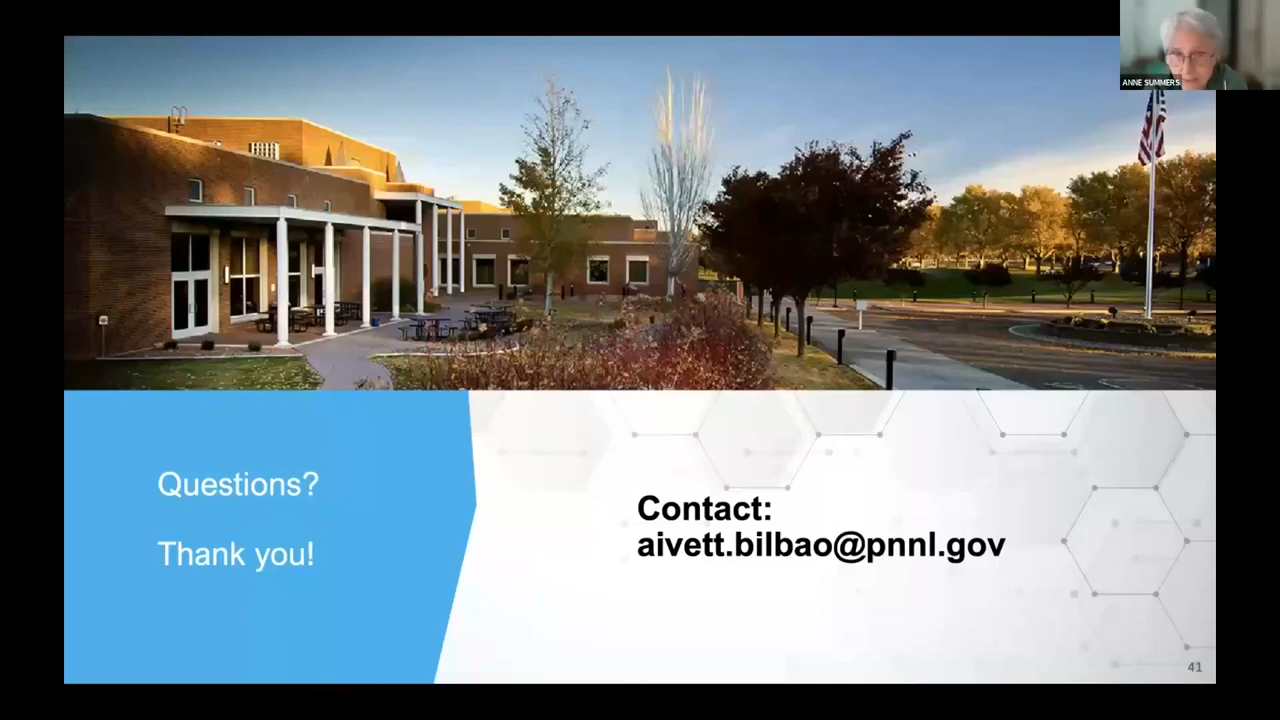 ANNE SUMMERS
Questions?
Thank you!
Contact:
aivett.bilbao@pnnl.gov
41